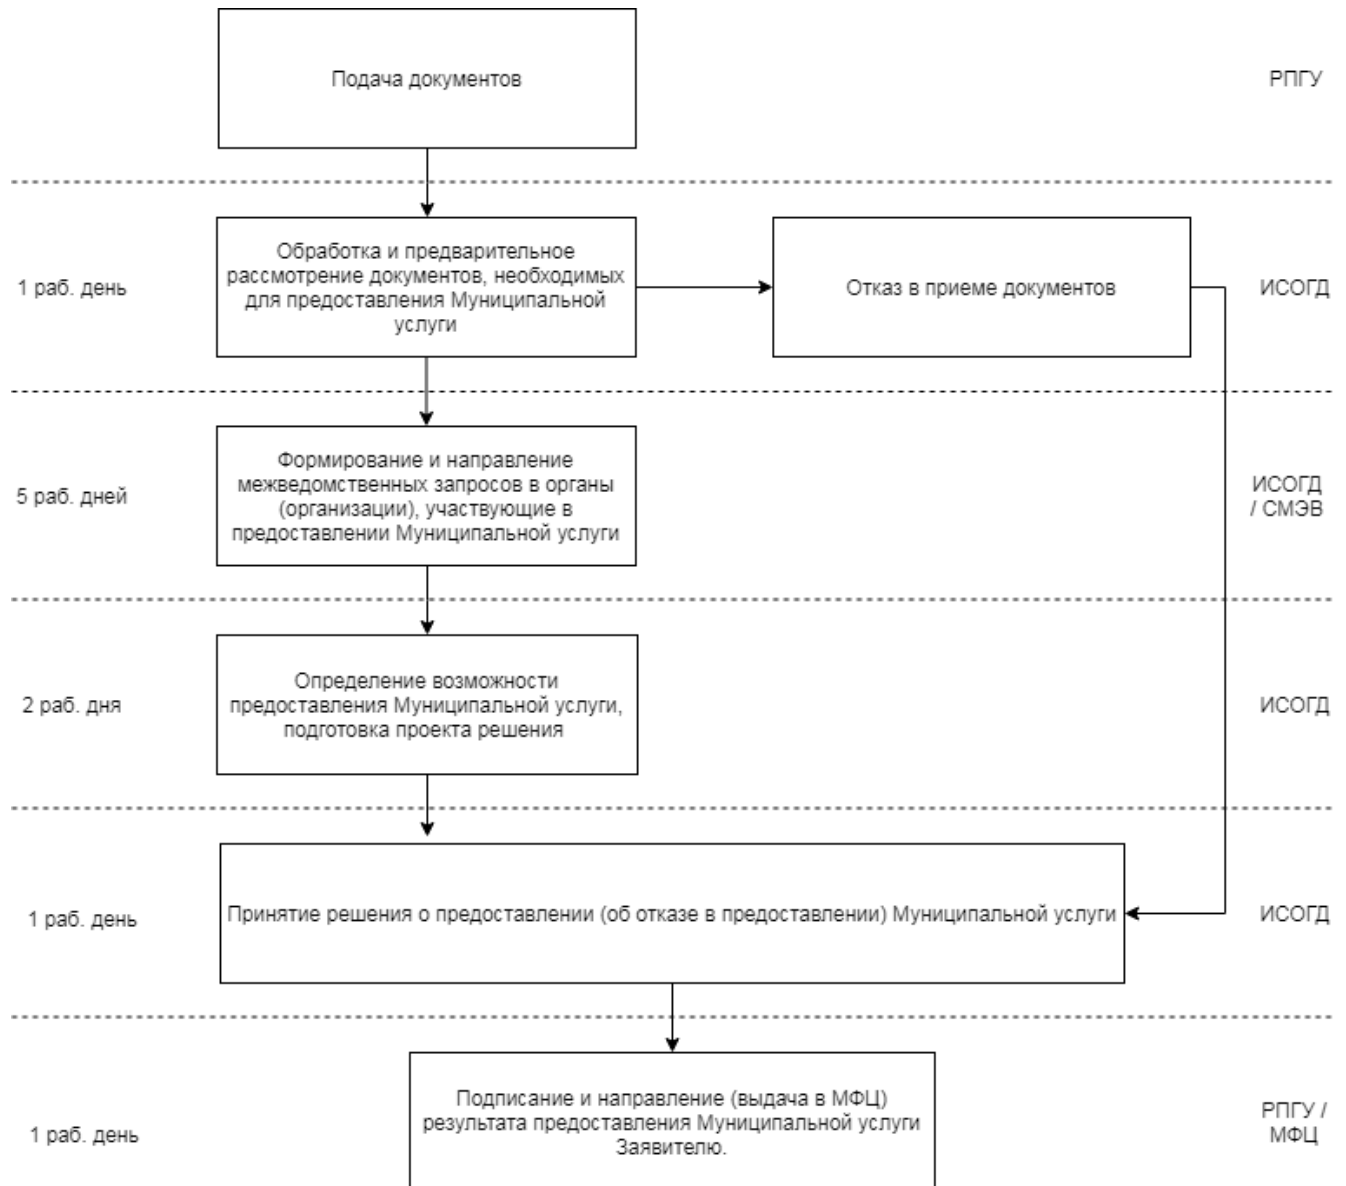 Подача документов
РПГУ
1 раб. день
Обработка и предварительное
рассмотрение документов, необходимых
для предоставления Муниципальной
услуги
Отказ в приеме документов
ИСОГД
5 раб. дней
Формирование и направление
межведомственных запросов в органы
(организации), участвующие в
предоставлении Муниципальной услуги
ИСОГД
/ СМЭВ
2 раб. дня
Определение возможности
предоставления Муниципальной услуги,
подготовка проекта решения
ИСОГД
1 раб. день
Принятие решения о предоставлении (об отказе в предоставлении) Муниципальной услуги
ИСОГД
1 раб. день
Подписание и направление (выдача в МФЦ)
результата предоставления Муниципальной услуги
Заявителю.
РПГУ /
МФЦ